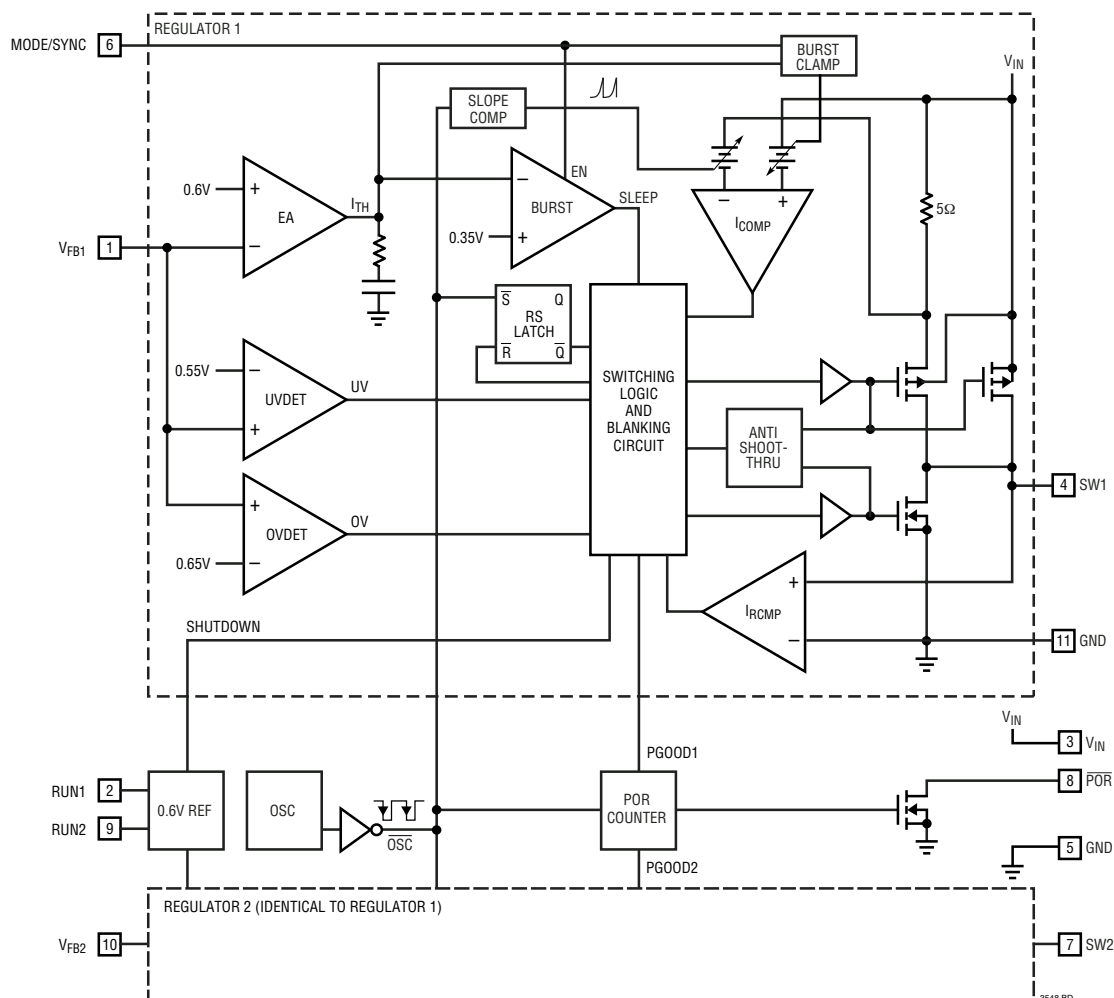 REGULATOR 1
MODE/SYNC 6
BURST
CLAMP
VIN
SLOPE
COMP
0.6V
+
EA
−
ITH
EN
−
BURST
+
SLEEP
0.35V
−
+
ICOMP
5Ω
VFB1 1
S̅ Q
RS
LATCH
R̅ Q̅
0.55V
−
UVDET
+
UV
SWITCHING
LOGIC
AND
BLANKING
CIRCUIT
ANTI
SHOOT-
THRU
4 SW1
+
OVDET
−
OV
0.65V
+
IRCMP
−
SHUTDOWN
11 GND
VIN
3 VIN
PGOOD1
8 P̅O̅R̅
RUN1 2
RUN2 9
0.6V REF
OSC
O̅S̅C̅
POR
COUNTER
5 GND
PGOOD2
REGULATOR 2 (IDENTICAL TO REGULATOR 1)
VFB2 10
7 SW2
3548 BD